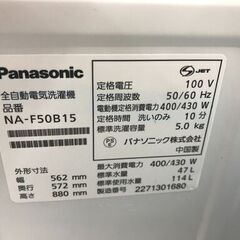 Panasonic
全自動電気洗濯機
品番
NA-F50B15
外形寸法
幅 562 mm
奥行 572 mm
高さ 880 mm
JET
定格電圧 100 V
定格周波数 50/60 Hz
電動機定格消費電力 400/430 W
定格時間 洗いのみ 10 分
標準洗濯容量 5.0 kg
パナソニック株式会社
中国製
最大消費電力 400/430 W
標準水量 47 L
標準使用水量 114 L
製造番号 2271301680